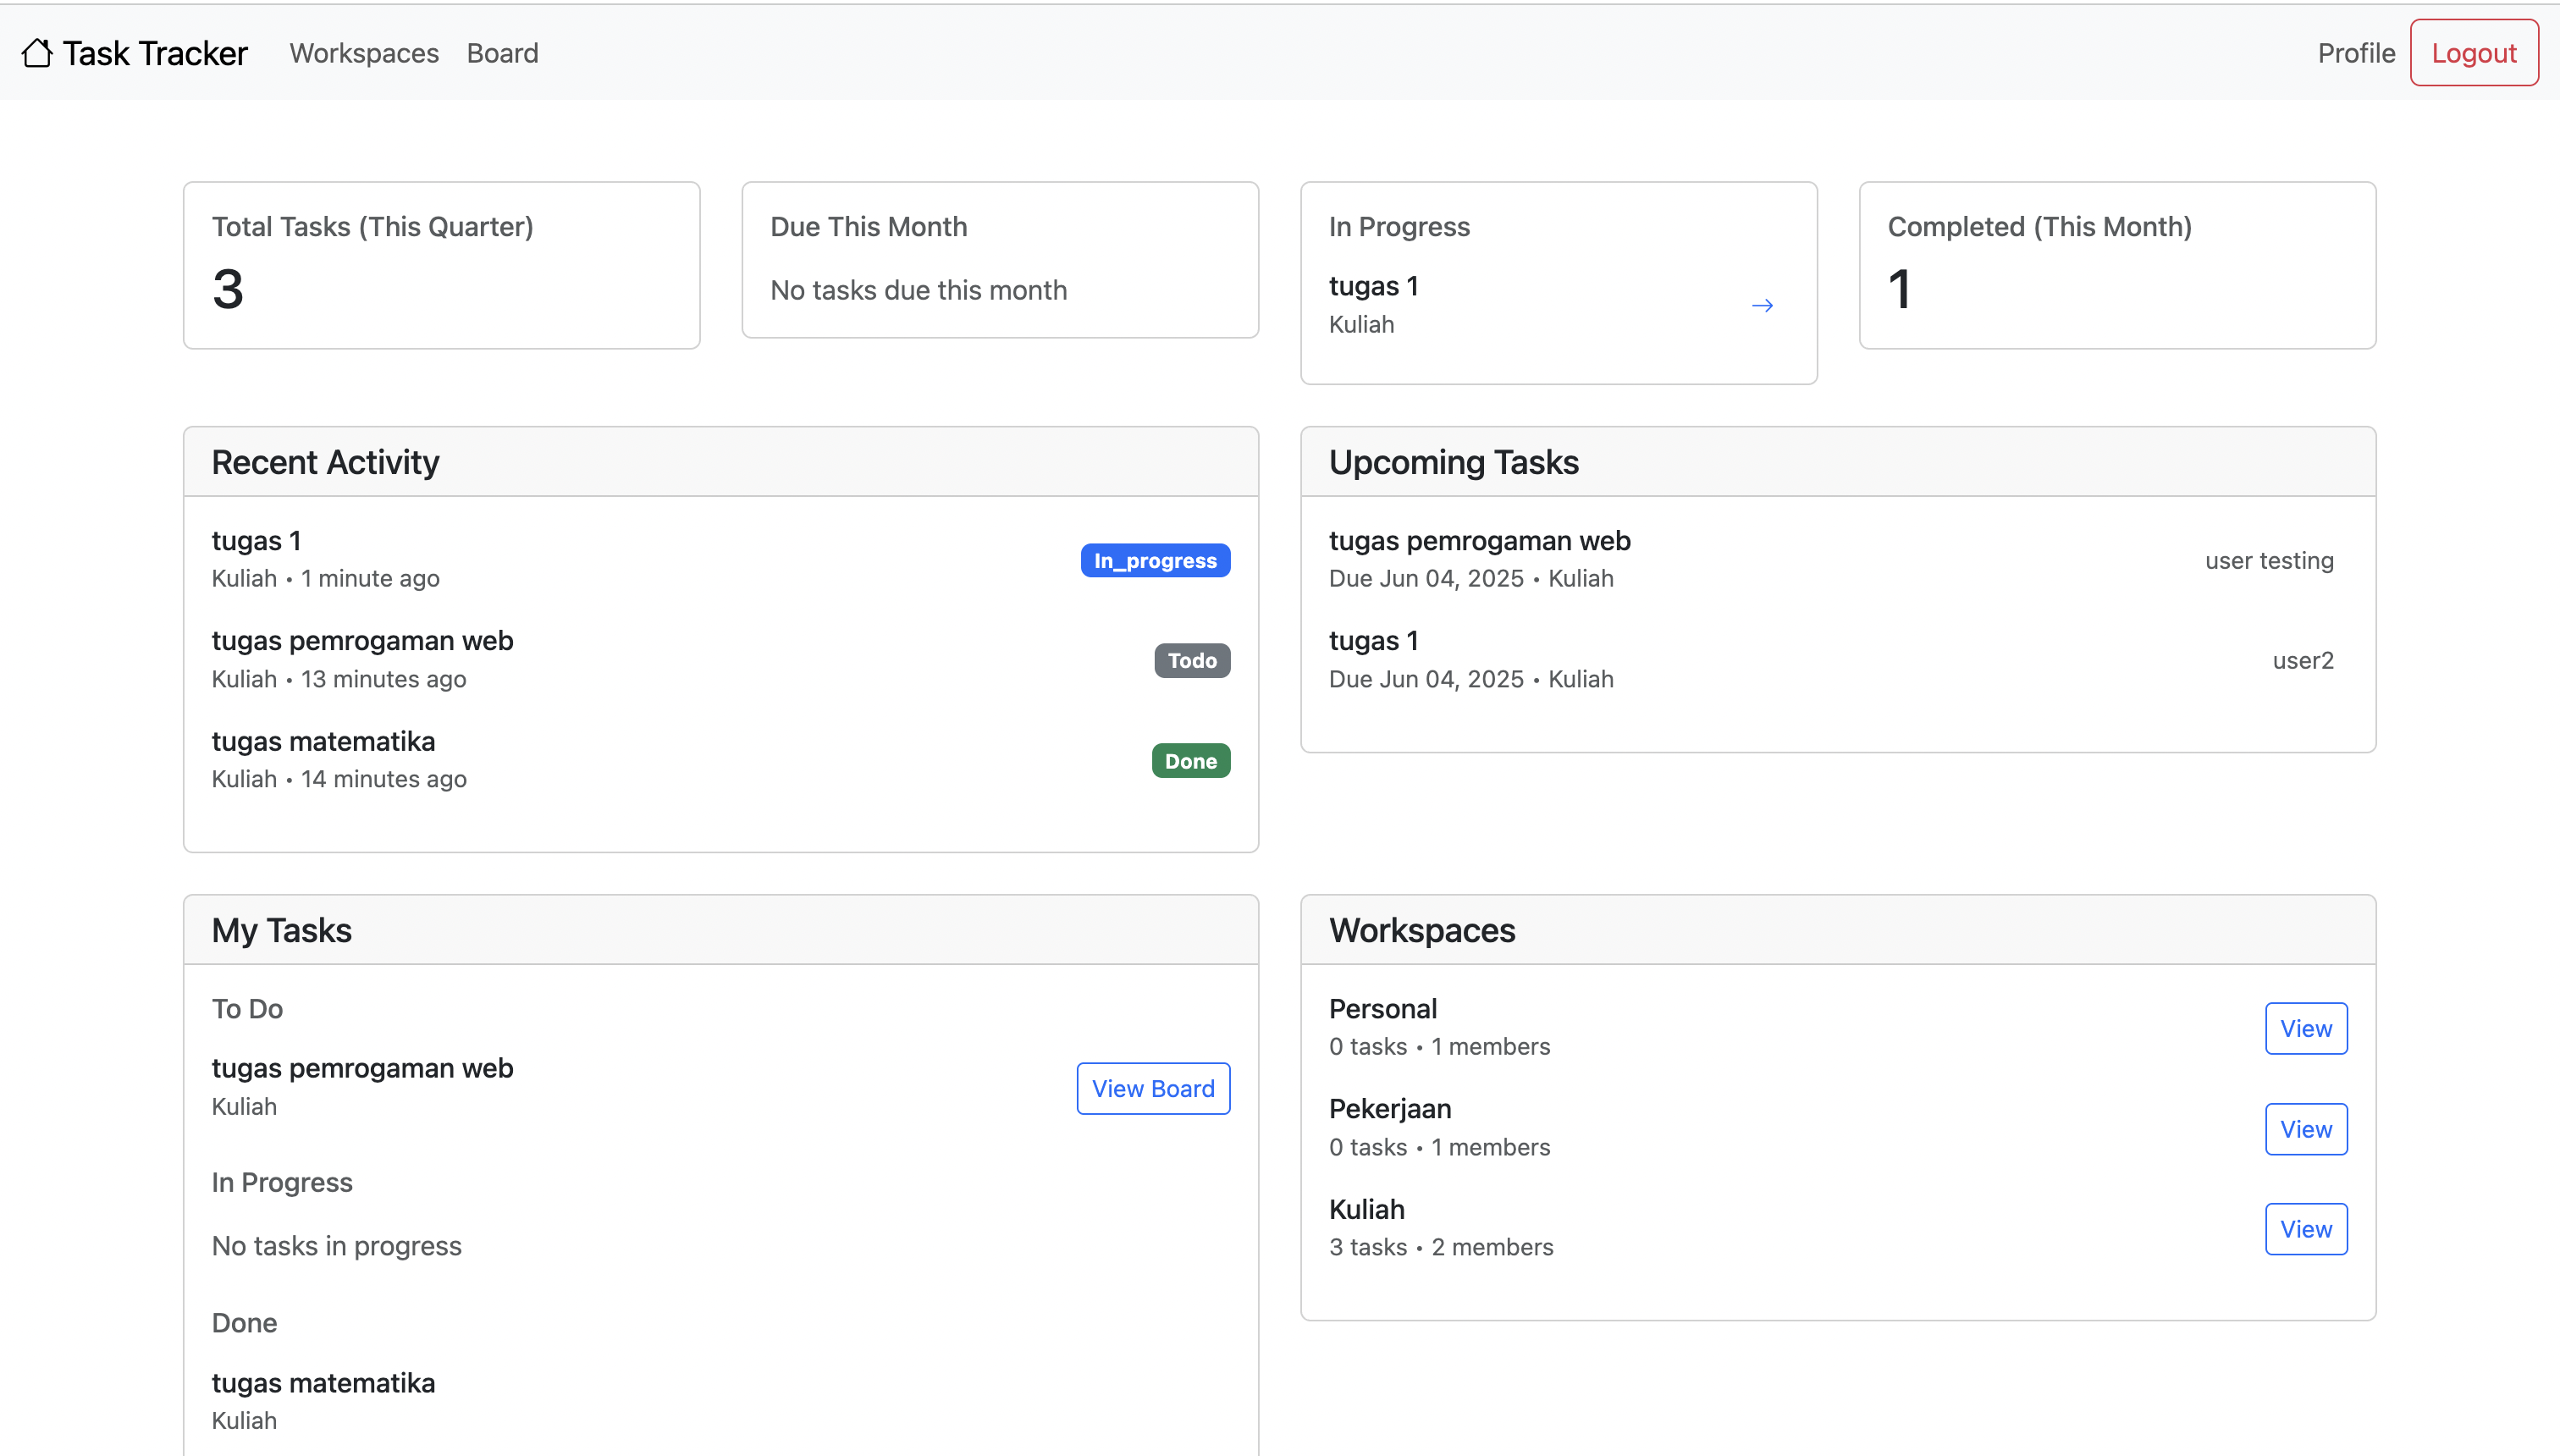 Task Tracker Workspaces Board Profile Logout
Total Tasks (This Quarter)
3
Due This Month
No tasks due this month
In Progress
tugas 1
Kuliah
Completed (This Month)
1
Recent Activity
tugas 1
Kuliah • 1 minute ago
In_progress
tugas pemrogaman web
Kuliah • 13 minutes ago
Todo
tugas matematika
Kuliah • 14 minutes ago
Done
Upcoming Tasks
tugas pemrogaman web
Due Jun 04, 2025 • Kuliah
user testing
tugas 1
Due Jun 04, 2025 • Kuliah
user2
My Tasks
To Do
tugas pemrogaman web
Kuliah
View Board
In Progress
No tasks in progress
Done
tugas matematika
Kuliah
Workspaces
Personal
0 tasks • 1 members
View
Pekerjaan
0 tasks • 1 members
View
Kuliah
3 tasks • 2 members
View